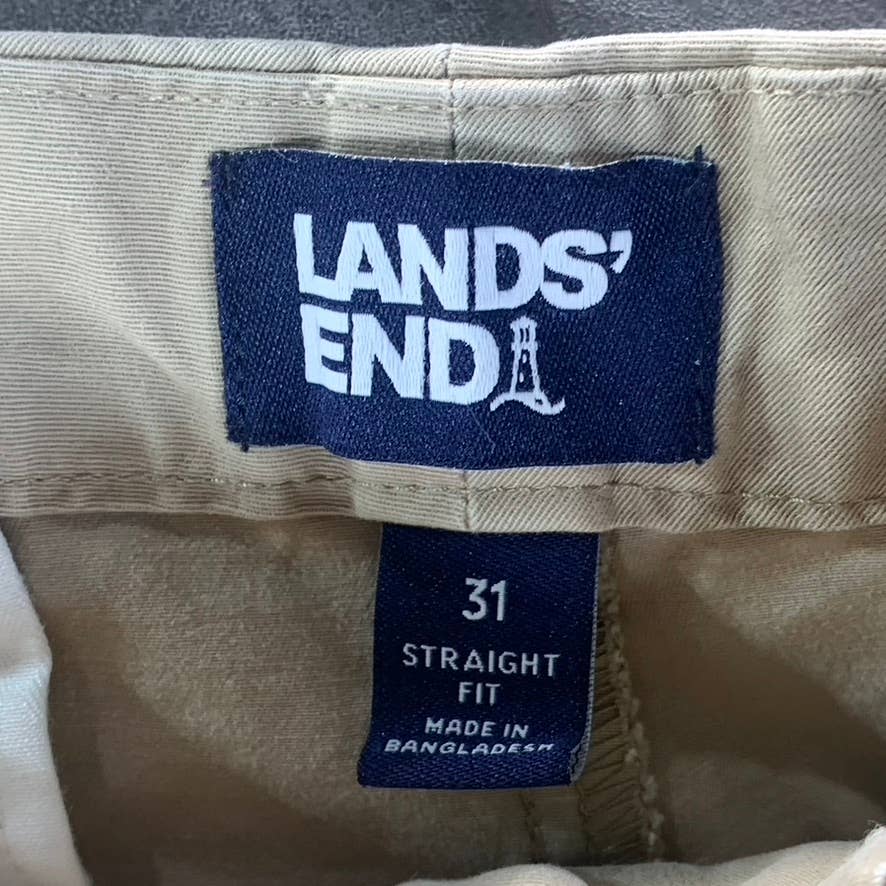 LANDS'
END
31
STRAIGHT
FIT
MADE IN
BANGLADESH